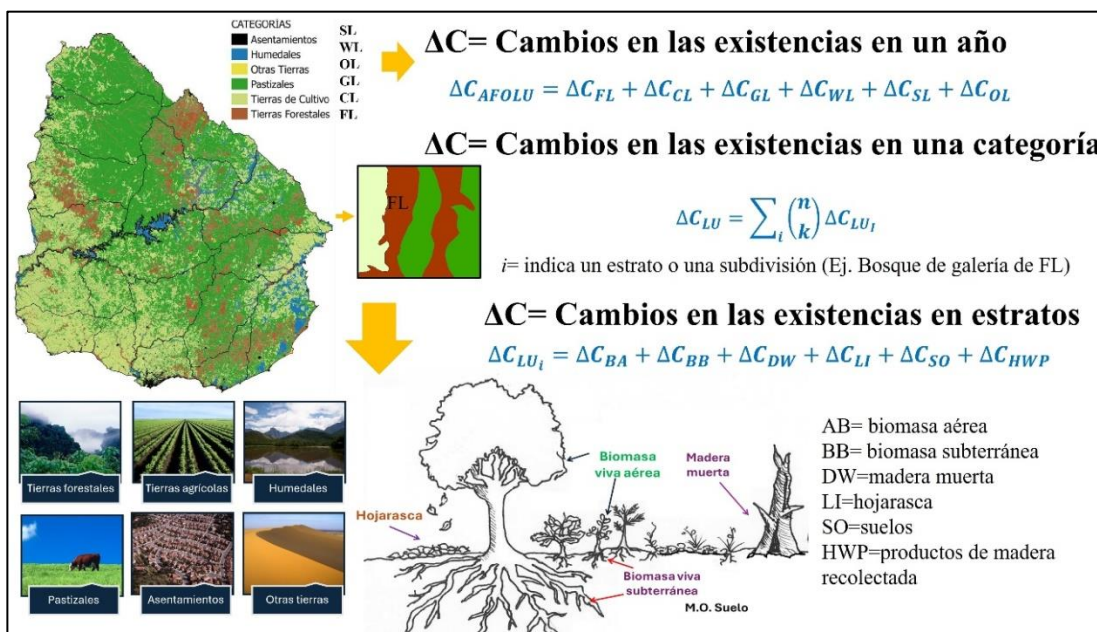 CATEGORÍAS
Asentamientos SL
Humedales WL
Otras Tierras OL
Pastizales GL
Tierras de Cultivo CL
Tierras Forestales FL
ΔC= Cambios en las existencias en un año
ΔC_AFOLU = ΔC_FL + ΔC_CL + ΔC_GL + ΔC_WL + ΔC_SL + ΔC_OL
ΔC= Cambios en las existencias en una categoría
FL
ΔC_LU = ∑_i (n k) ΔC_LU_I
i= indica un estrato o una subdivisión (Ej. Bosque de galería de FL)
ΔC= Cambios en las existencias en estratos
ΔC_LU_i = ΔC_BA + ΔC_BB + ΔC_DW + ΔC_LI + ΔC_SO + ΔC_HWP
Tierras forestales
Tierras agrícolas
Humedales
Pastizales
Asentamientos
Otras tierras
Hojarasca
Biomasa
viva aérea
Madera
muerta
Biomasa viva
subterránea
M.O. Suelo
AB= biomasa aérea
BB= biomasa subterránea
DW=madera muerta
LI=hojarasca
SO=suelos
HWP=productos de madera
recolectada